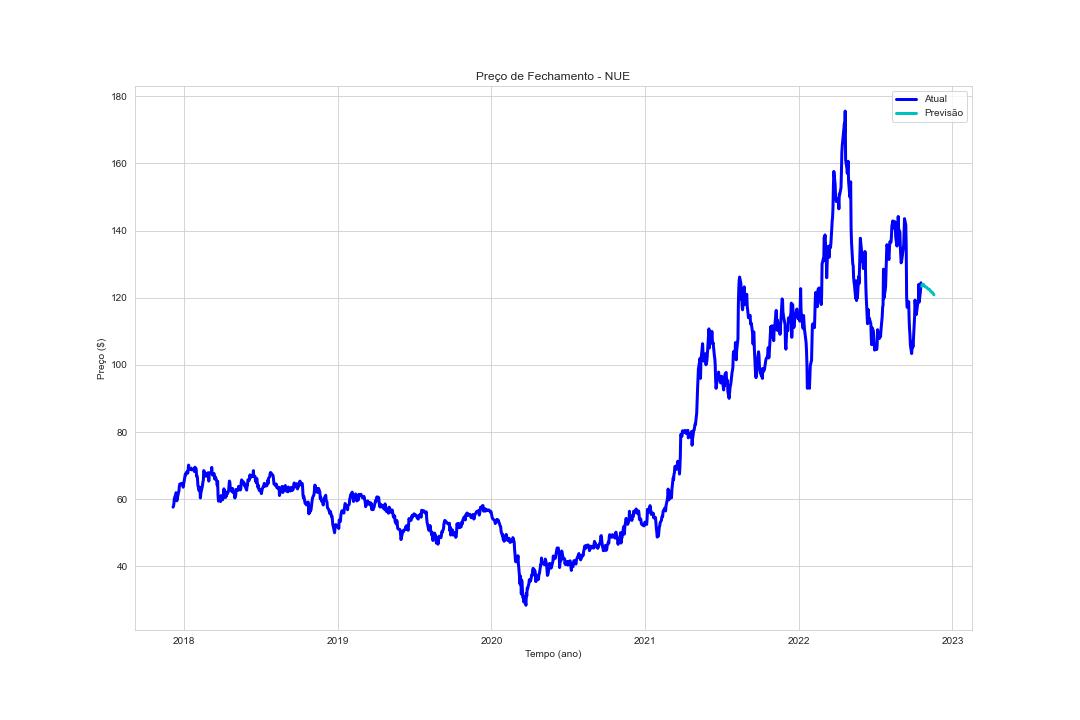 Preço de Fechamento - NUE
Atual
Previsão
180
160
140
120
100
80
60
40
Preço ($)
2018
2019
2020
2021
2022
2023
Tempo (ano)